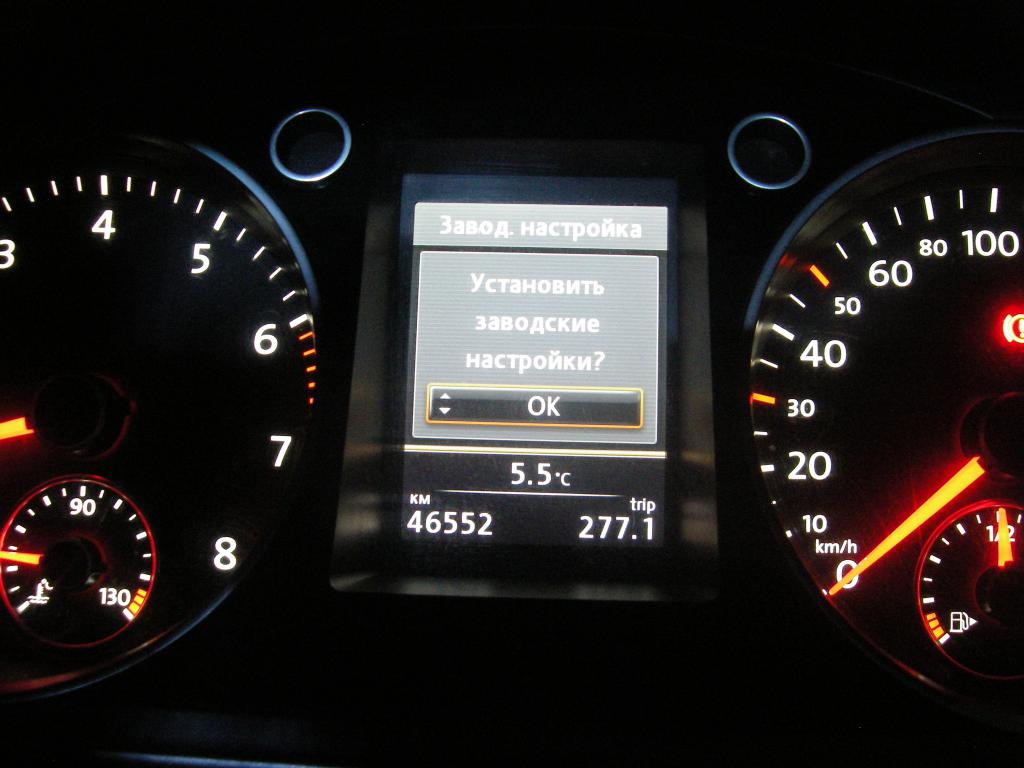 3
4
5
6
7
8
90
130
Завод. настройка
Установить
заводские
настройки?
OK
5.5°C
км
46552
trip
277.1
100
80
60
50
40
30
20
10
km/h
0
1/2